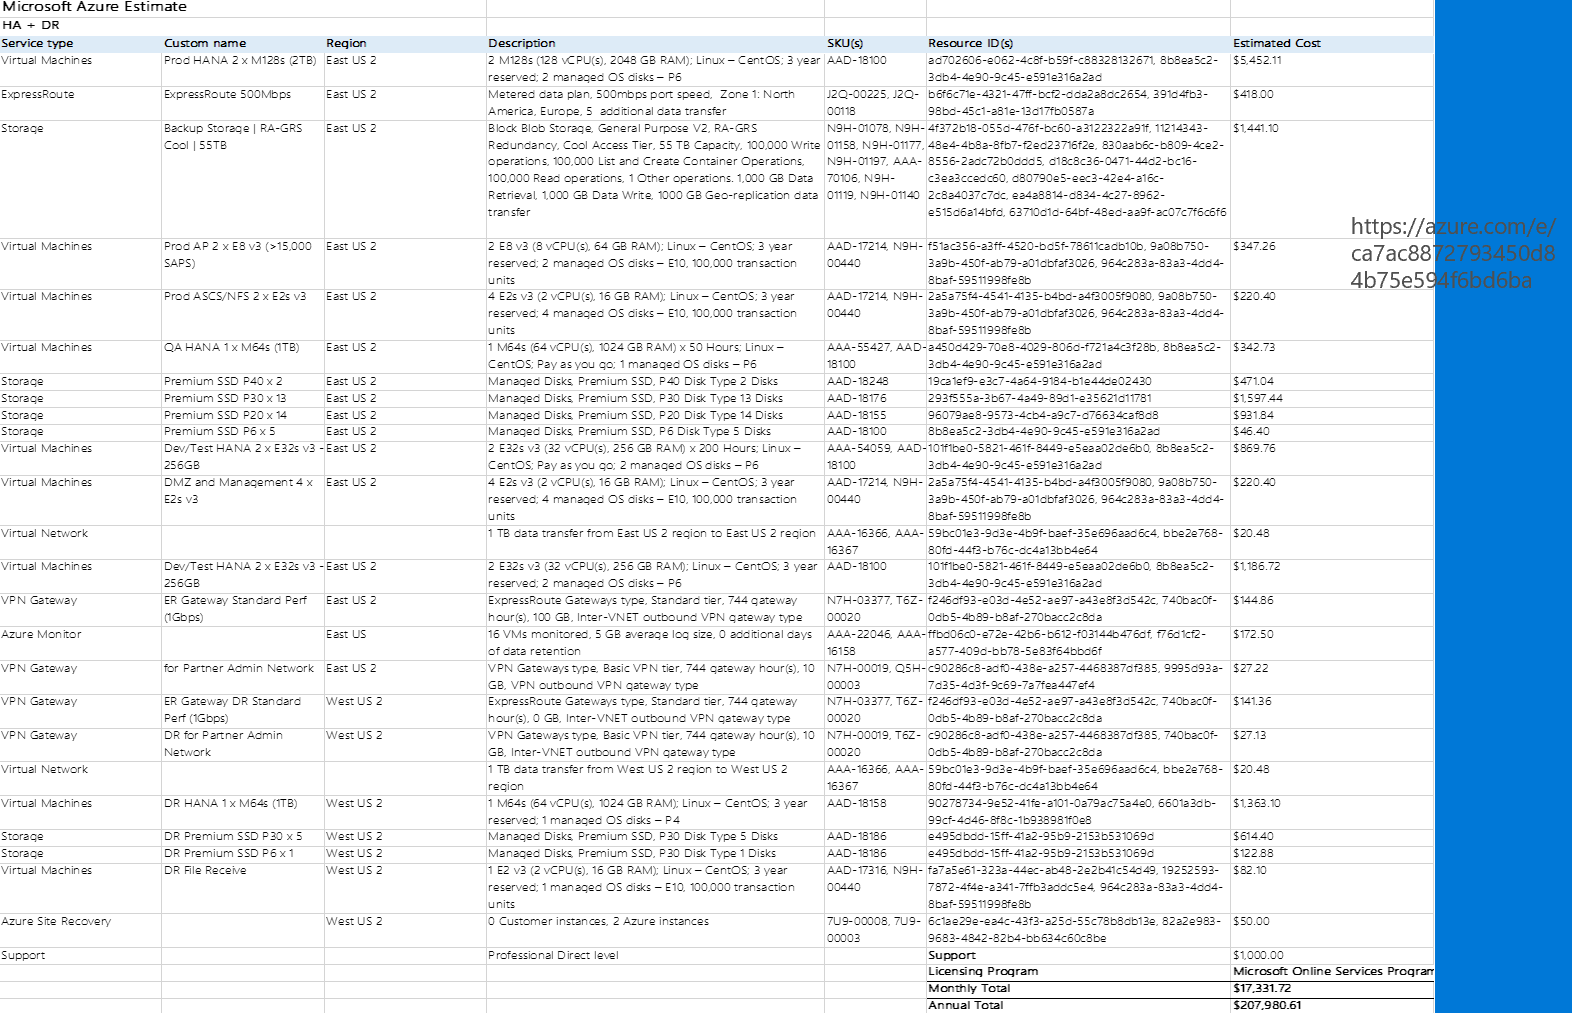 Microsoft Azure Estimate
HA + DR
Service type Custom name Region Description SKU(s) Resource ID(s) Estimated Cost
Virtual Machines Prod HANA 2 x M128s (2TB) East US 2 2 M128s (128 vCPU(s), 2048 GB RAM); Linux – CentOS; 3 year AAD-18100 ad702606-e062-4c8f-b59f-c88328132671, 8b8ea5c2- $5,452.11
reserved; 2 managed OS disks – P6 3db4-4e90-9c45-e591e316a2ad
ExpressRoute ExpressRoute 500Mbps East US 2 Metered data plan, 500mbps port speed, Zone 1: North J2Q-00225, J2Q- b6f6c71e-4321-47ff-bcf2-dda2a8dc2654, 391d4fb3- $418.00
America, Europe, 5 additional data transfer 00118 98bd-45c1-a81e-13d17fb0587a
Storage Backup Storage | RA-GRS East US 2 Block Blob Storage, General Purpose V2, RA-GRS N9H-01078, N9H- 4f372b18-055d-476f-bc60-a3122322a91f, 11214343- $1,441.10
Cool | 55TB Redundancy, Cool Access Tier, 55 TB Capacity, 100,000 Write 01158, N9H-01177, 48e4-4b8a-8fb7-f2ed23716f2e, 830aab6c-b809-4ce2-
operations, 100,000 List and Create Container Operations, N9H-01197, AAA- 8556-2adc72b0ddd5, d18c8c36-0471-44d2-bc16-
100,000 Read operations, 1 Other operations. 1,000 GB Data 70106, N9H- c3ea3ccedc60, d80790e5-eec3-42e4-a16c-
Retrieval, 1,000 GB Data Write, 1000 GB Geo-replication data 01119, N9H-01140 2c8a4037c7dc, ea4a8814-d834-4c27-8962-
transfer e515d6a14bfd, 63710d1d-64bf-48ed-aa9f-ac07c7f6c6f6
https://azure.com/e/
ca7ac8872793450d8
4b75e594f6bd6ba
Virtual Machines Prod AP 2 x E8 v3 (>15,000 East US 2 2 E8 v3 (8 vCPU(s), 64 GB RAM); Linux – CentOS; 3 year AAD-17214, N9H- f51ac356-a3ff-4520-bd5f-78611cadb10b, 9a08b750- $347.26
SAPS) reserved; 2 managed OS disks – E10, 100,000 transaction 00440 3a9b-450f-ab79-a01dbfaf3026, 964c283a-83a3-4dd4-
units 8baf-59511998fe8b
Virtual Machines Prod ASCS/NFS 2 x E2s v3 East US 2 4 E2s v3 (2 vCPU(s), 16 GB RAM); Linux – CentOS; 3 year AAD-17214, N9H- 2a5a75f4-4541-4135-b4bd-a4f3005f9080, 9a08b750- $220.40
reserved; 4 managed OS disks – E10, 100,000 transaction 00440 3a9b-450f-ab79-a01dbfaf3026, 964c283a-83a3-4dd4-
units 8baf-59511998fe8b
Virtual Machines QA HANA 1 x M64s (1TB) East US 2 1 M64s (64 vCPU(s), 1024 GB RAM) x 50 Hours; Linux – AAA-55427, AAD- a450d429-70e8-4029-806d-f721a4c3f28b, 8b8ea5c2- $342.73
CentOS; Pay as you go; 1 managed OS disks – P6 18100 3db4-4e90-9c45-e591e316a2ad
Storage Premium SSD P40 x 2 East US 2 Managed Disks, Premium SSD, P40 Disk Type 2 Disks AAD-18248 19ca1ef9-e3c7-4a64-9184-b1e44de02430 $471.04
Storage Premium SSD P30 x 13 East US 2 Managed Disks, Premium SSD, P30 Disk Type 13 Disks AAD-18176 293f555a-3b67-4a49-89d1-e35621d11781 $1,597.44
Storage Premium SSD P20 x 14 East US 2 Managed Disks, Premium SSD, P20 Disk Type 14 Disks AAD-18155 96079ae8-9573-4cb4-a9c7-d76634caf8d8 $931.84
Storage Premium SSD P6 x 5 East US 2 Managed Disks, Premium SSD, P6 Disk Type 5 Disks AAD-18100 8b8ea5c2-3db4-4e90-9c45-e591e316a2ad $46.40
Virtual Machines Dev/Test HANA 2 x E32s v3 - East US 2 2 E32s v3 (32 vCPU(s), 256 GB RAM) x 200 Hours; Linux – AAA-54059, AAD- 101f1be0-5821-461f-8449-e5eaa02de6b0, 8b8ea5c2- $869.76
256GB CentOS; Pay as you go; 2 managed OS disks – P6 18100 3db4-4e90-9c45-e591e316a2ad
Virtual Machines DMZ and Management 4 x East US 2 4 E2s v3 (2 vCPU(s), 16 GB RAM); Linux – CentOS; 3 year AAD-17214, N9H- 2a5a75f4-4541-4135-b4bd-a4f3005f9080, 9a08b750- $220.40
E2s v3 reserved; 4 managed OS disks – E10, 100,000 transaction 00440 3a9b-450f-ab79-a01dbfaf3026, 964c283a-83a3-4dd4-
units 8baf-59511998fe8b
Virtual Network 1 TB data transfer from East US 2 region to East US 2 region AAA-16366, AAA- 59bc01e3-9d3e-4b9f-baef-35e696aad6c4, bbe2e768- $20.48
16367 80fd-44f3-b76c-dc4a13bb4e64
Virtual Machines Dev/Test HANA 2 x E32s v3 - East US 2 2 E32s v3 (32 vCPU(s), 256 GB RAM); Linux – CentOS; 3 year AAD-18100 101f1be0-5821-461f-8449-e5eaa02de6b0, 8b8ea5c2- $1,186.72
256GB reserved; 2 managed OS disks – P6 3db4-4e90-9c45-e591e316a2ad
VPN Gateway ER Gateway Standard Perf East US 2 ExpressRoute Gateways type, Standard tier, 744 gateway N7H-03377, T6Z- f246df93-e03d-4e52-ae97-a43e8f3d542c, 740bac0f- $144.86
(1Gbps) hour(s), 100 GB, Inter-VNET outbound VPN gateway type 00020 0db5-4b89-b8af-270bacc2c8da
Azure Monitor East US 16 VMs monitored, 5 GB average log size, 0 additional days AAA-22046, AAA- ffbd06c0-e72e-42b6-b612-f03144b476df, f76d1cf2- $172.50
of data retention 16158 a577-409d-bb78-5e83f64bbd6f
VPN Gateway for Partner Admin Network East US 2 VPN Gateways type, Basic VPN tier, 744 gateway hour(s), 10 N7H-00019, Q5H- c90286c8-adf0-438e-a257-4468387df385, 9995d93a- $27.22
GB, VPN outbound VPN gateway type 00003 7d35-4d3f-9c69-7a7fea447ef4
VPN Gateway ER Gateway DR Standard West US 2 ExpressRoute Gateways type, Standard tier, 744 gateway N7H-03377, T6Z- f246df93-e03d-4e52-ae97-a43e8f3d542c, 740bac0f- $141.36
Perf (1Gbps) hour(s), 0 GB, Inter-VNET outbound VPN gateway type 00020 0db5-4b89-b8af-270bacc2c8da
VPN Gateway DR for Partner Admin West US 2 VPN Gateways type, Basic VPN tier, 744 gateway hour(s), 10 N7H-00019, T6Z- c90286c8-adf0-438e-a257-4468387df385, 740bac0f- $27.13
Network GB, Inter-VNET outbound VPN gateway type 00020 0db5-4b89-b8af-270bacc2c8da
Virtual Network 1 TB data transfer from West US 2 region to West US 2 AAA-16366, AAA- 59bc01e3-9d3e-4b9f-baef-35e696aad6c4, bbe2e768- $20.48
region 16367 80fd-44f3-b76c-dc4a13bb4e64
Virtual Machines DR HANA 1 x M64s (1TB) West US 2 1 M64s (64 vCPU(s), 1024 GB RAM); Linux – CentOS; 3 year AAD-18158 90278734-9e52-41fe-a101-0a79ac75a4e0, 6601a3db- $1,363.10
reserved; 1 managed OS disks – P4 99cf-4d46-8f8c-1b938981f0e8
Storage DR Premium SSD P30 x 5 West US 2 Managed Disks, Premium SSD, P30 Disk Type 5 Disks AAD-18186 e495dbdd-15ff-41a2-95b9-2153b531069d $614.40
Storage DR Premium SSD P6 x 1 West US 2 Managed Disks, Premium SSD, P30 Disk Type 1 Disks AAD-18186 e495dbdd-15ff-41a2-95b9-2153b531069d $122.88
Virtual Machines DR File Receive West US 2 1 E2 v3 (2 vCPU(s), 16 GB RAM); Linux – CentOS; 3 year AAD-17316, N9H- fa7a5e61-323a-44ec-ab48-2e2b41c54d49, 19252593- $82.10
reserved; 1 managed OS disks – E10, 100,000 transaction 00440 7872-4f4e-a341-7ffb3addc5e4, 964c283a-83a3-4dd4-
units 8baf-59511998fe8b
Azure Site Recovery West US 2 0 Customer instances, 2 Azure instances 7U9-00008, 7U9- 6c1ae29e-ea4c-43f3-a25d-55c78b8db13e, 82a2e983- $50.00
00003 9683-4842-82b4-bb634c60c8be
Support Professional Direct level Support $1,000.00
Licensing Program Microsoft Online Services Program
Monthly Total $17,331.72
Annual Total $207,980.61